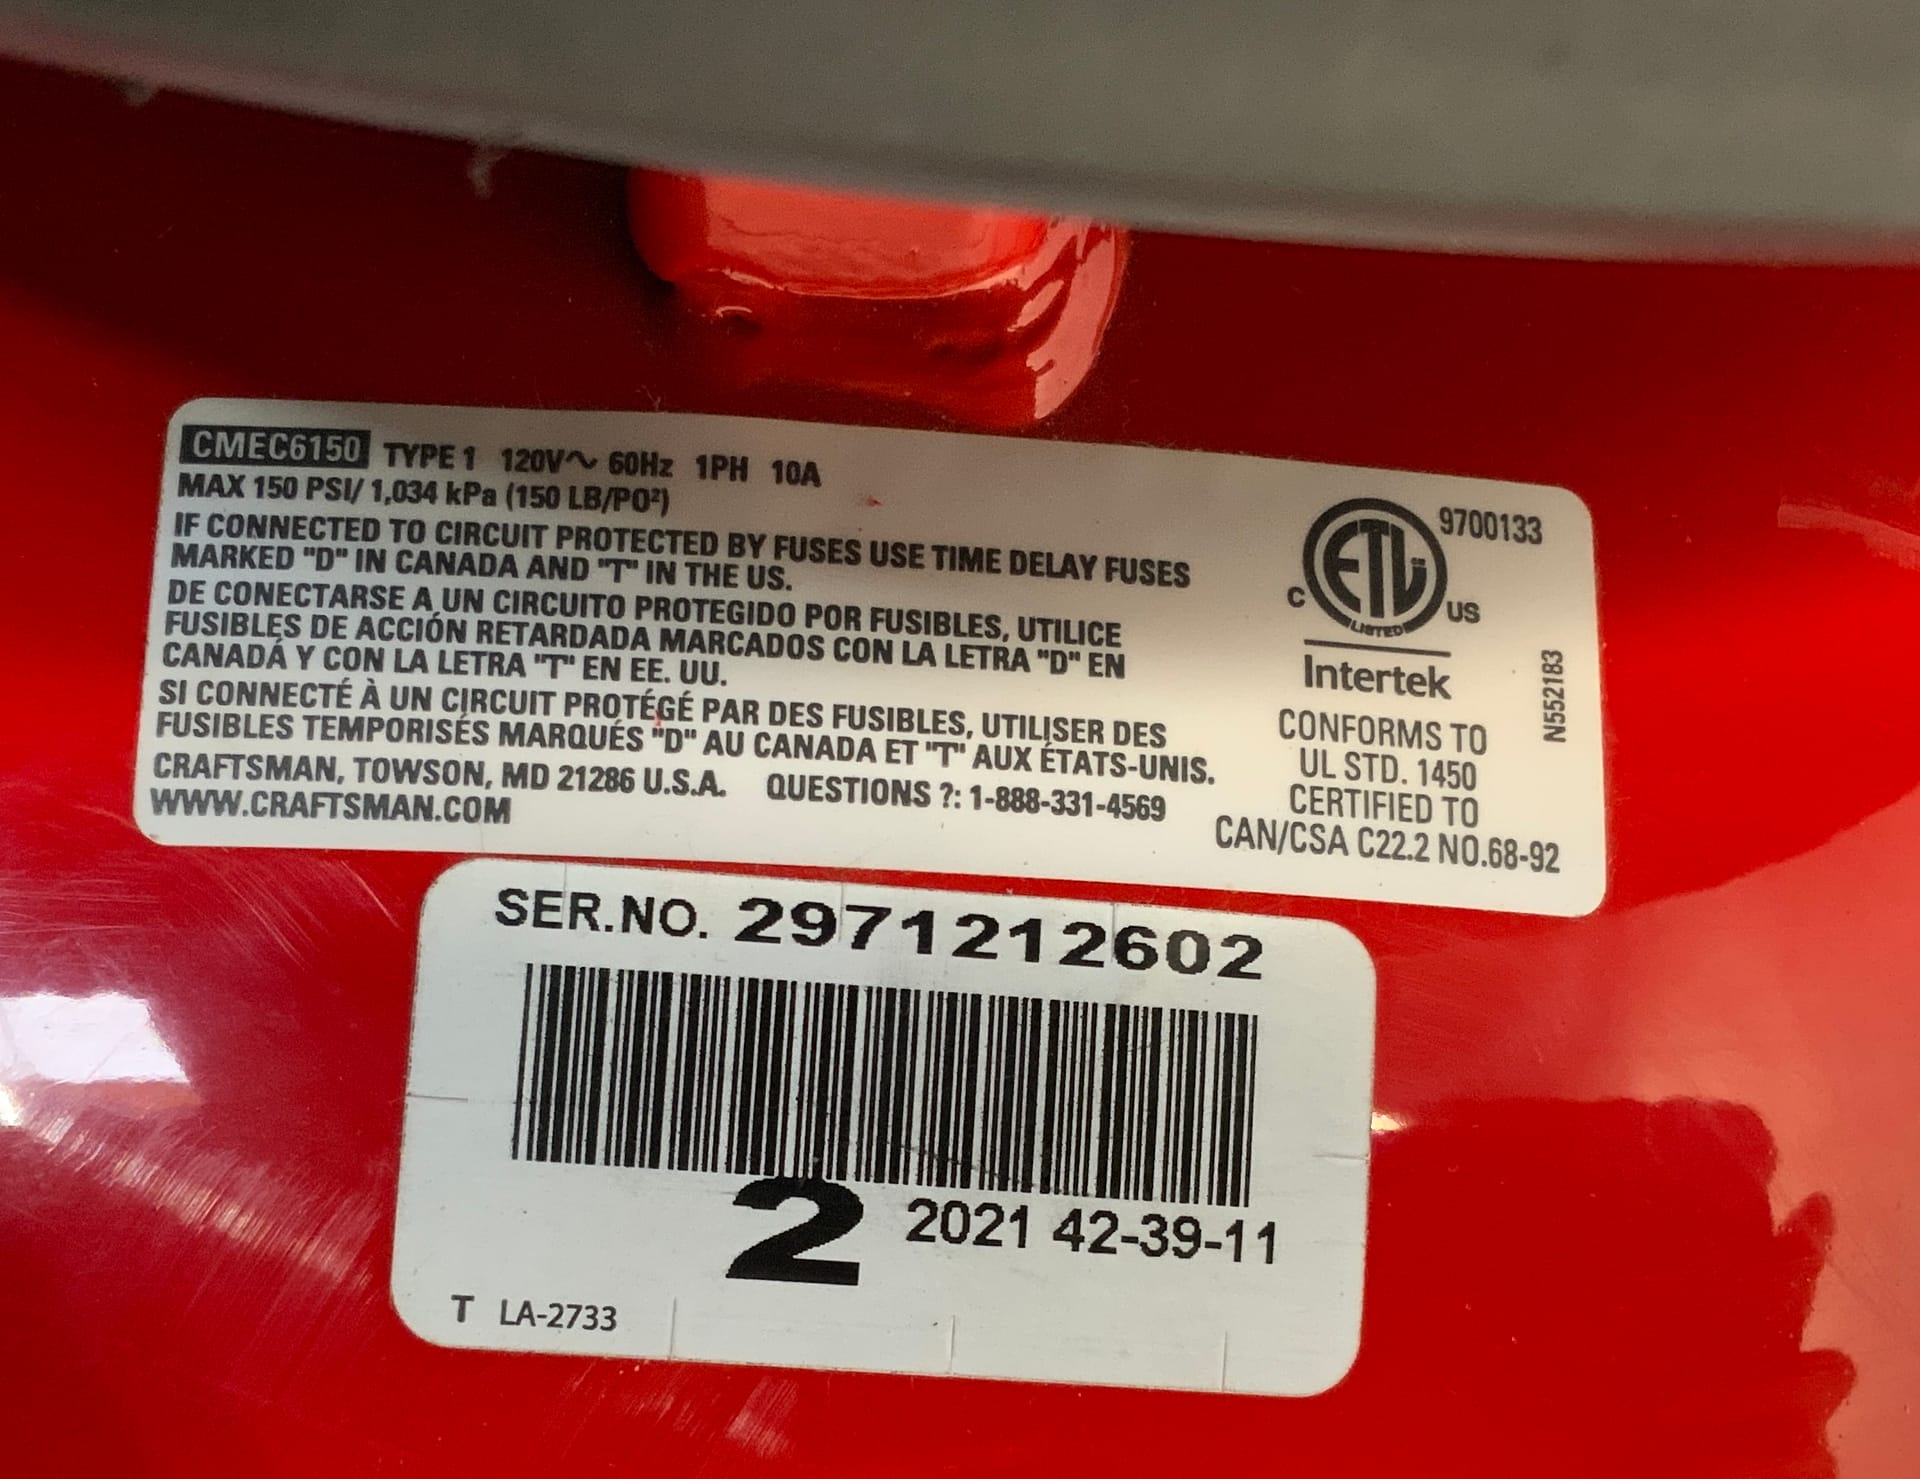 CMEC6150 TYPE 1 120V~ 60Hz 1PH 10A
MAX 150 PSI/ 1,034 kPa (150 LB/PO²)
IF CONNECTED TO CIRCUIT PROTECTED BY FUSES USE TIME DELAY FUSES
MARKED "D" IN CANADA AND "T" IN THE US.
DE CONECTARSE A UN CIRCUITO PROTEGIDO POR FUSIBLES, UTILICE
FUSIBLES DE ACCIÓN RETARDADA MARCADOS CON LA LETRA "D" EN
CANADÁ Y CON LA LETRA "T" EN EE. UU.
SI CONNECTÉ À UN CIRCUIT PROTÉGÉ PAR DES FUSIBLES, UTILISER DES
FUSIBLES TEMPORISÉS MARQUÉS "D" AU CANADA ET "T" AUX ÉTATS-UNIS.
CRAFTSMAN, TOWSON, MD 21286 U.S.A. QUESTIONS ?: 1-888-331-4569
WWW.CRAFTSMAN.COM
9700133
ETL
C US
LISTED
Intertek
CONFORMS TO
UL STD. 1450
CERTIFIED TO
CAN/CSA C22.2 NO.68-92
N552183
SER.NO. 2971212602
2 2021 42-39-11
T LA-2733